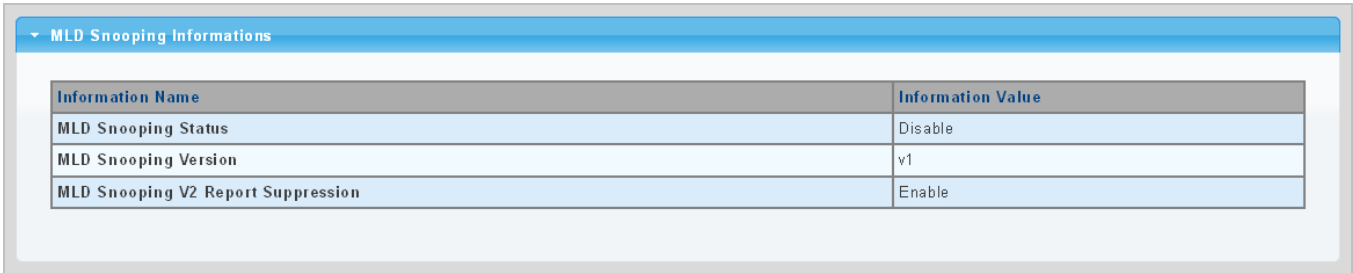 MLD Snooping Informations
Information Name Information Value
MLD Snooping Status Disable
MLD Snooping Version v1
MLD Snooping V2 Report Suppression Enable